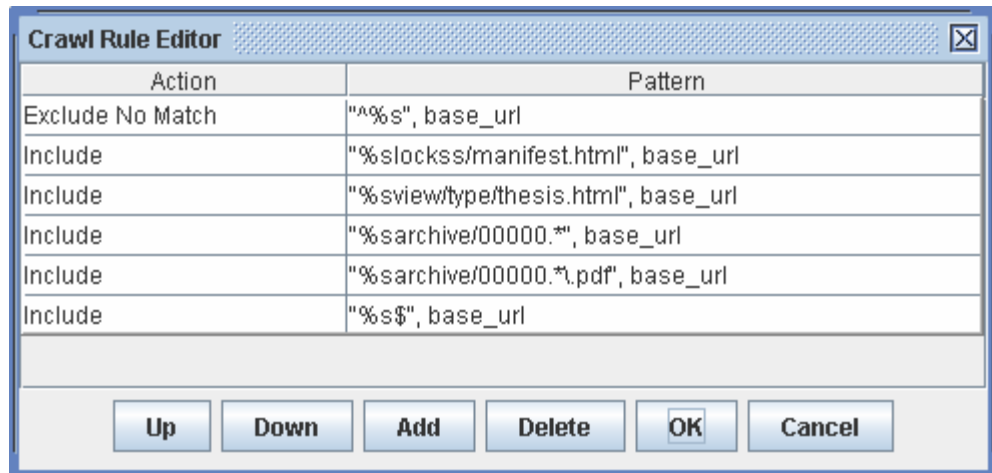 Crawl Rule Editor
Action Pattern
Exclude No Match "^%s", base_url
Include "%slockss/manifest.html", base_url
Include "%sview/type/thesis.html", base_url
Include "%sarchive/00000.*", base_url
Include "%sarchive/00000.*\.pdf", base_url
Include "%s$", base_url
Up Down Add Delete OK Cancel